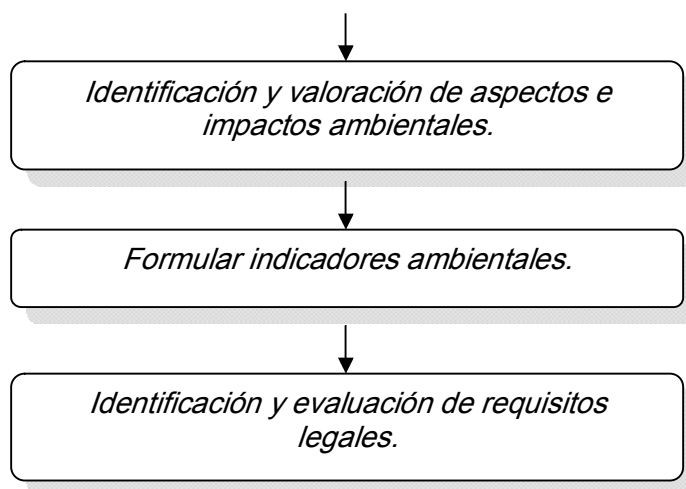 Identificación y valoración de aspectos e
impactos ambientales.
Formular indicadores ambientales.
Identificación y evaluación de requisitos
legales.